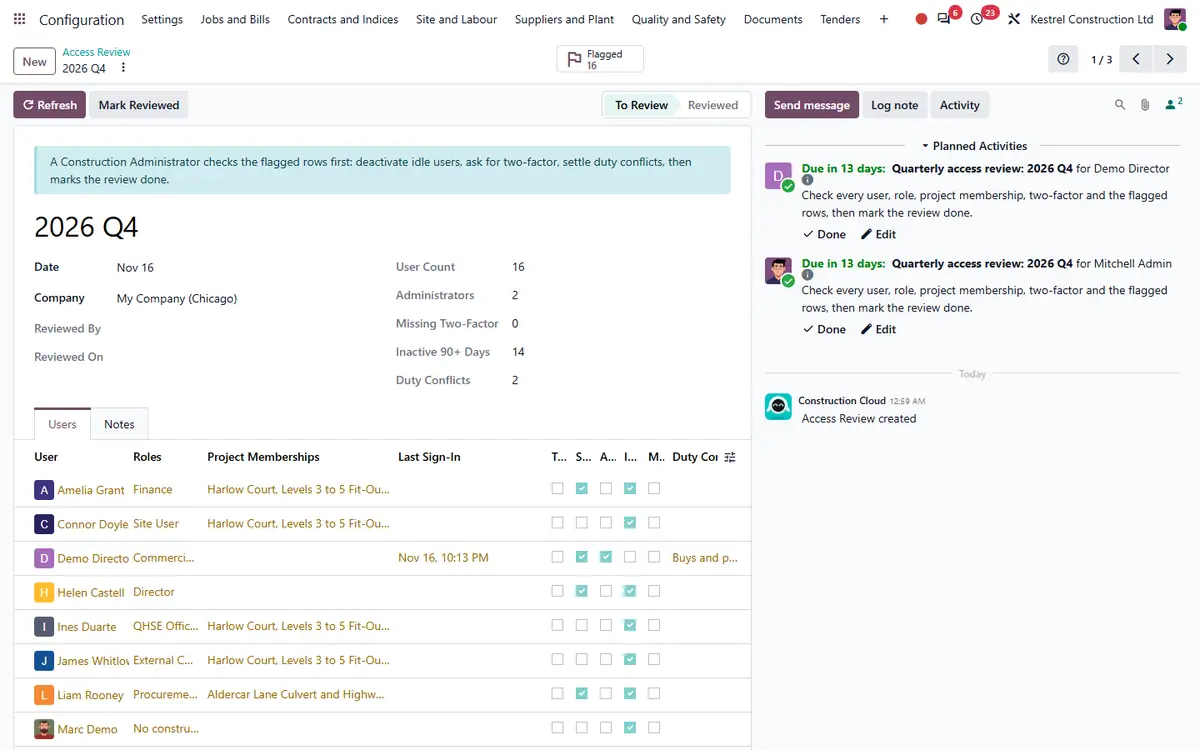 Configuration Settings Jobs and Bills Contracts and Indices Site and Labour Suppliers and Plant Quality and Safety Documents Tenders + 6 23 Kestrel Construction Ltd
New Access Review
2026 Q4
Flagged
16
1 / 3
Refresh Mark Reviewed To Review Reviewed
Send message Log note Activity 2
A Construction Administrator checks the flagged rows first: deactivate idle users, ask for two-factor, settle duty conflicts, then
marks the review done.
2026 Q4
Date Nov 16
Company My Company (Chicago)
Reviewed By
Reviewed On
User Count 16
Administrators 2
Missing Two-Factor 0
Inactive 90+ Days 14
Duty Conflicts 2
Users Notes
User Roles Project Memberships Last Sign-In T... S... A... I... M.. Duty Cor
A Amelia Grant Finance Harlow Court, Levels 3 to 5 Fit-Ou...
C Connor Doyle Site User Harlow Court, Levels 3 to 5 Fit-Ou...
D Demo Directo Commerci... Nov 16, 10:13 PM Buys and p...
H Helen Castell Director
I Ines Duarte QHSE Offic... Harlow Court, Levels 3 to 5 Fit-Ou...
J James Whitlov External C... Harlow Court, Levels 3 to 5 Fit-Ou...
L Liam Rooney Procureme... Aldercar Lane Culvert and Highw...
Marc Demo No constru...
Planned Activities
D Due in 13 days: Quarterly access review: 2026 Q4 for Demo Director
Check every user, role, project membership, two-factor and the flagged
rows, then mark the review done.
Done Edit
Due in 13 days: Quarterly access review: 2026 Q4 for Mitchell Admin
Check every user, role, project membership, two-factor and the flagged
rows, then mark the review done.
Done Edit
Today
Construction Cloud 12:59 AM
Access Review created